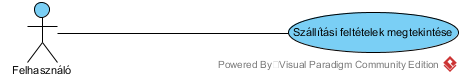 Szállítási feltételek megtekintése
Felhasználó
Powered By Visual Paradigm Community Edition